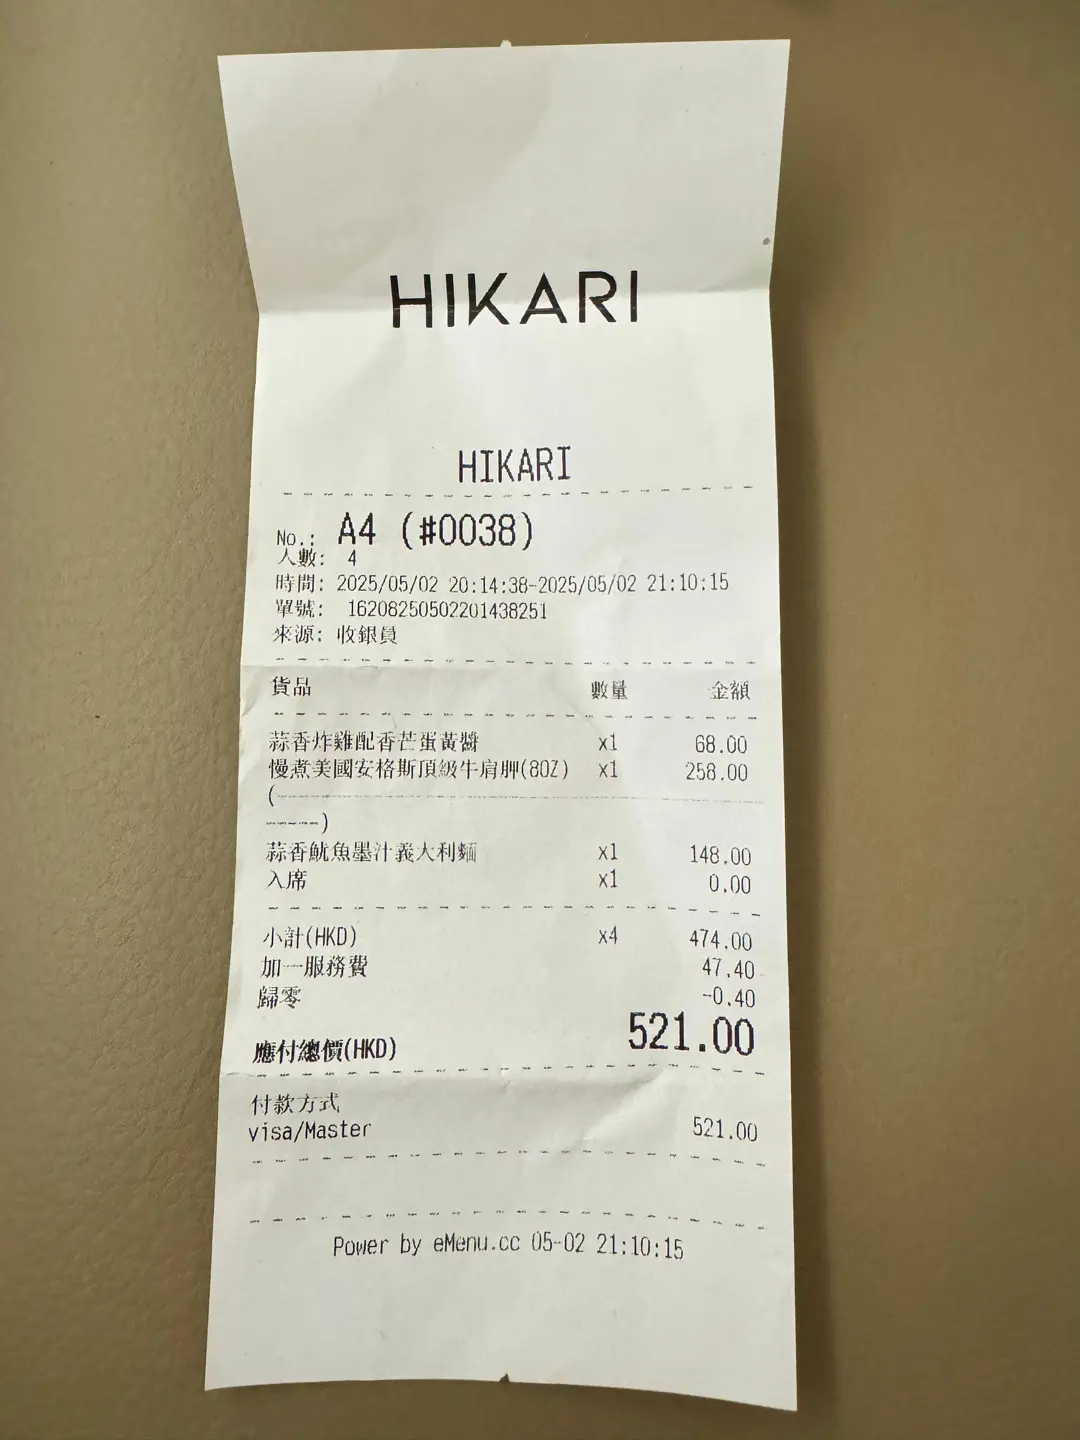 HIKARI
HIKARI
No.: A4 (#0038)
人數: 4
時間: 2025/05/02 20:14:38-2025/05/02 21:10:15
單號: 16208250502201438251
來源: 收銀員
貨品 數量 金額
蒜香炸雞配香芒蛋黃醬 x1 68.00
慢煮美國安格斯頂級牛肩胛(8OZ) x1 258.00
(--------------------------------
------)
蒜香魷魚墨汁義大利麵 x1 148.00
入席 x1 0.00
小計(HKD) x4 474.00
加一服務費 47.40
歸零 -0.40
應付總價(HKD) 521.00
付款方式
visa/Master 521.00
Power by eMenu.cc 05-02 21:10:15